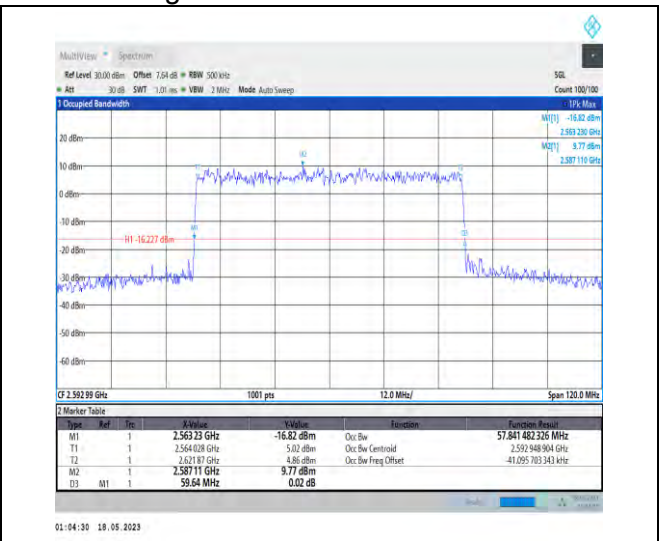 MultiView Spectrum
Ref Level 30.00 dBm Offset 7.64 dB RBW 500 kHz SGL
Att 30 dB SWT 1.01 ms VBW 2 MHz Mode Auto Sweep Count 100/100
1 Occupied Bandwidth 1Pk Max
M1[1] -16.82 dBm
2.563 230 GHz
M2[1] 9.77 dBm
2.587 110 GHz
20 dBm
10 dBm
0 dBm
-10 dBm
H1 -16.227 dBm
-20 dBm
-30 dBm
-40 dBm
-50 dBm
-60 dBm
M1
M2
D3
CF 2.592 99 GHz 1001 pts 12.0 MHz/ Span 120.0 MHz
2 Marker Table
Type Ref Trc X-Value Y-Value Function Function Result
M1 1 2.563 23 GHz -16.82 dBm Occ Bw 57.841 482 326 MHz
T1 1 2.564 028 GHz 5.02 dBm Occ Bw Centroid 2.592 948 904 GHz
T2 1 2.621 87 GHz 4.86 dBm Occ Bw Freq Offset -41.095 703 343 kHz
M2 1 2.587 11 GHz 9.77 dBm
D3 M1 1 59.64 MHz 0.02 dB
01:04:30 18.05.2023